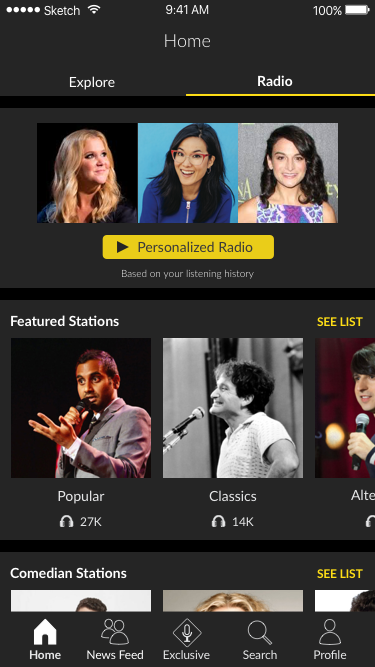 Sketch 9:41 AM 100%
Home
Explore Radio
Personalized Radio
Based on your listening history
Featured Stations SEE LIST
Popular Classics Alte
27K 14K
Comedian Stations SEE LIST
Home News Feed Exclusive Search Profile